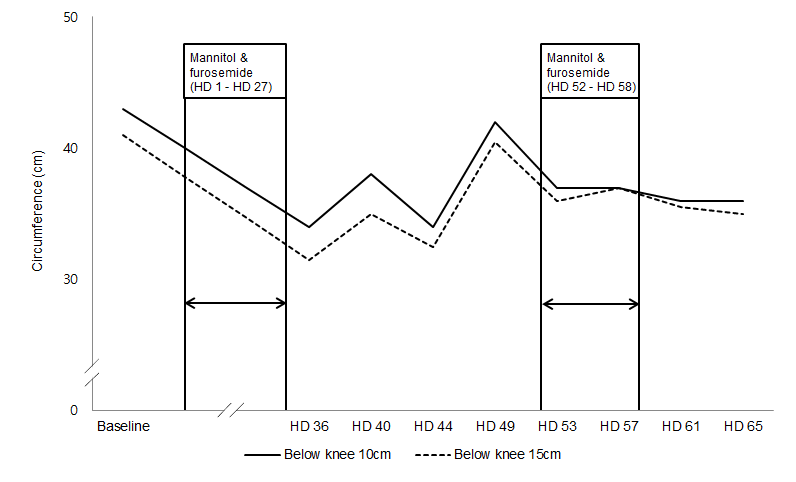 50
Mannitol &
furosemide
(HD 1 - HD 27)
Mannitol &
furosemide
(HD 52 - HD 58)
40
Circumference (cm)
30
0
Baseline
HD 36
HD 40
HD 44
HD 49
HD 53
HD 57
HD 61
HD 65
Below knee 10cm
Below knee 15cm